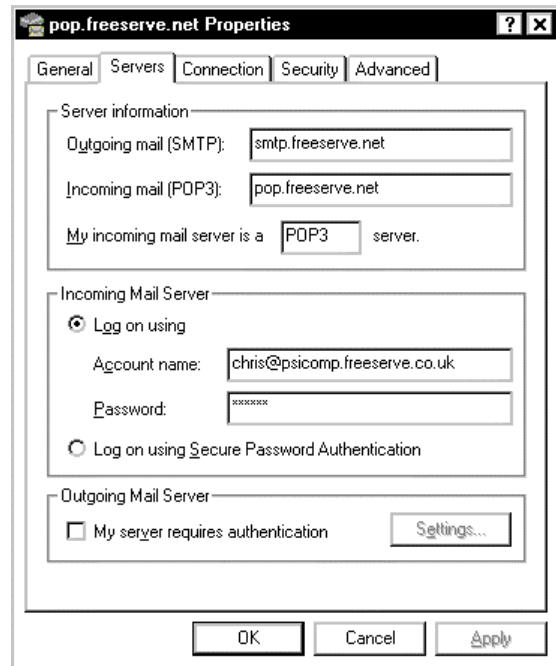 pop.freeserve.net Properties
General Servers Connection Security Advanced
Server information
Outgoing mail (SMTP): smtp.freeserve.net
Incoming mail (POP3): pop.freeserve.net
My incoming mail server is a POP3 server.
Incoming Mail Server
Log on using
Account name: chris@psicomp.freeserve.co.uk
Password: ××××××
Log on using Secure Password Authentication
Outgoing Mail Server
My server requires authentication Settings...
OK Cancel Apply